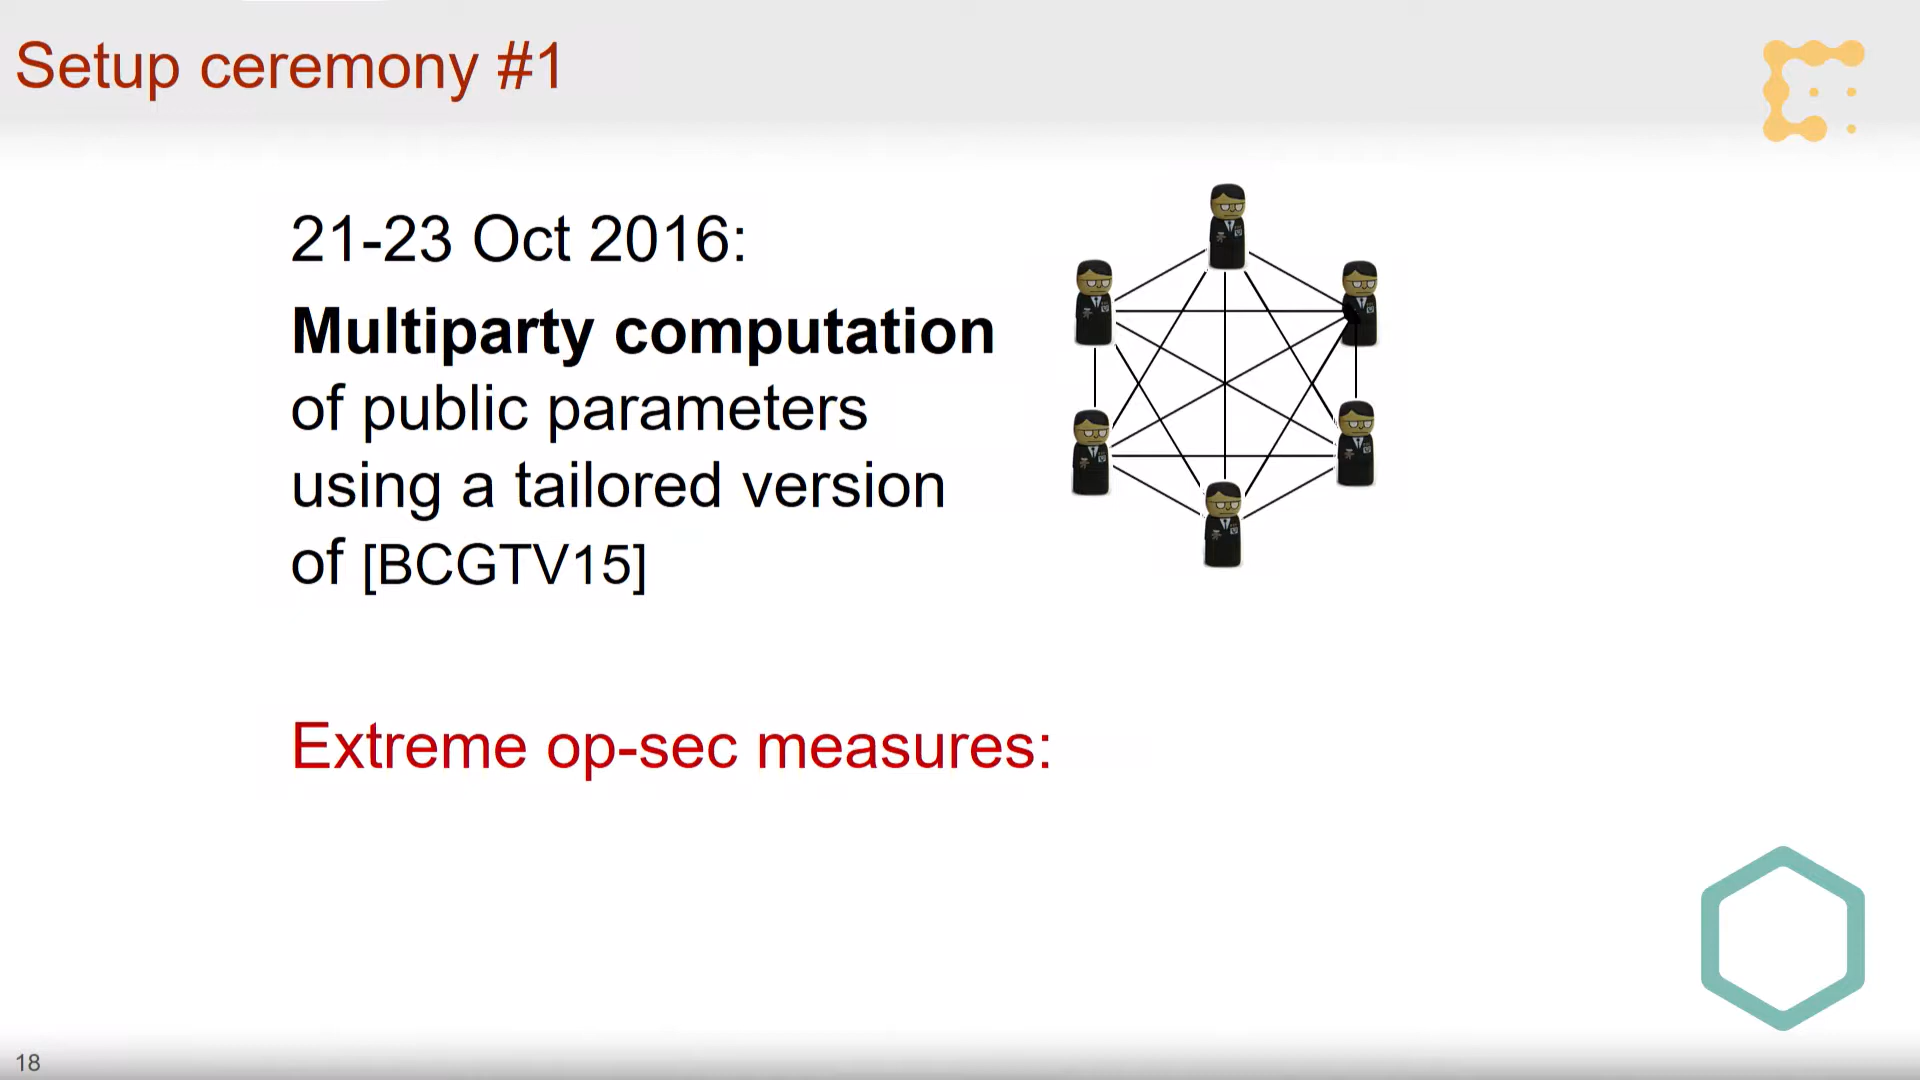 Setup ceremony #1
21-23 Oct 2016:
Multiparty computation
of public parameters
using a tailored version
of [BCGTV15]
Extreme op-sec measures:
18